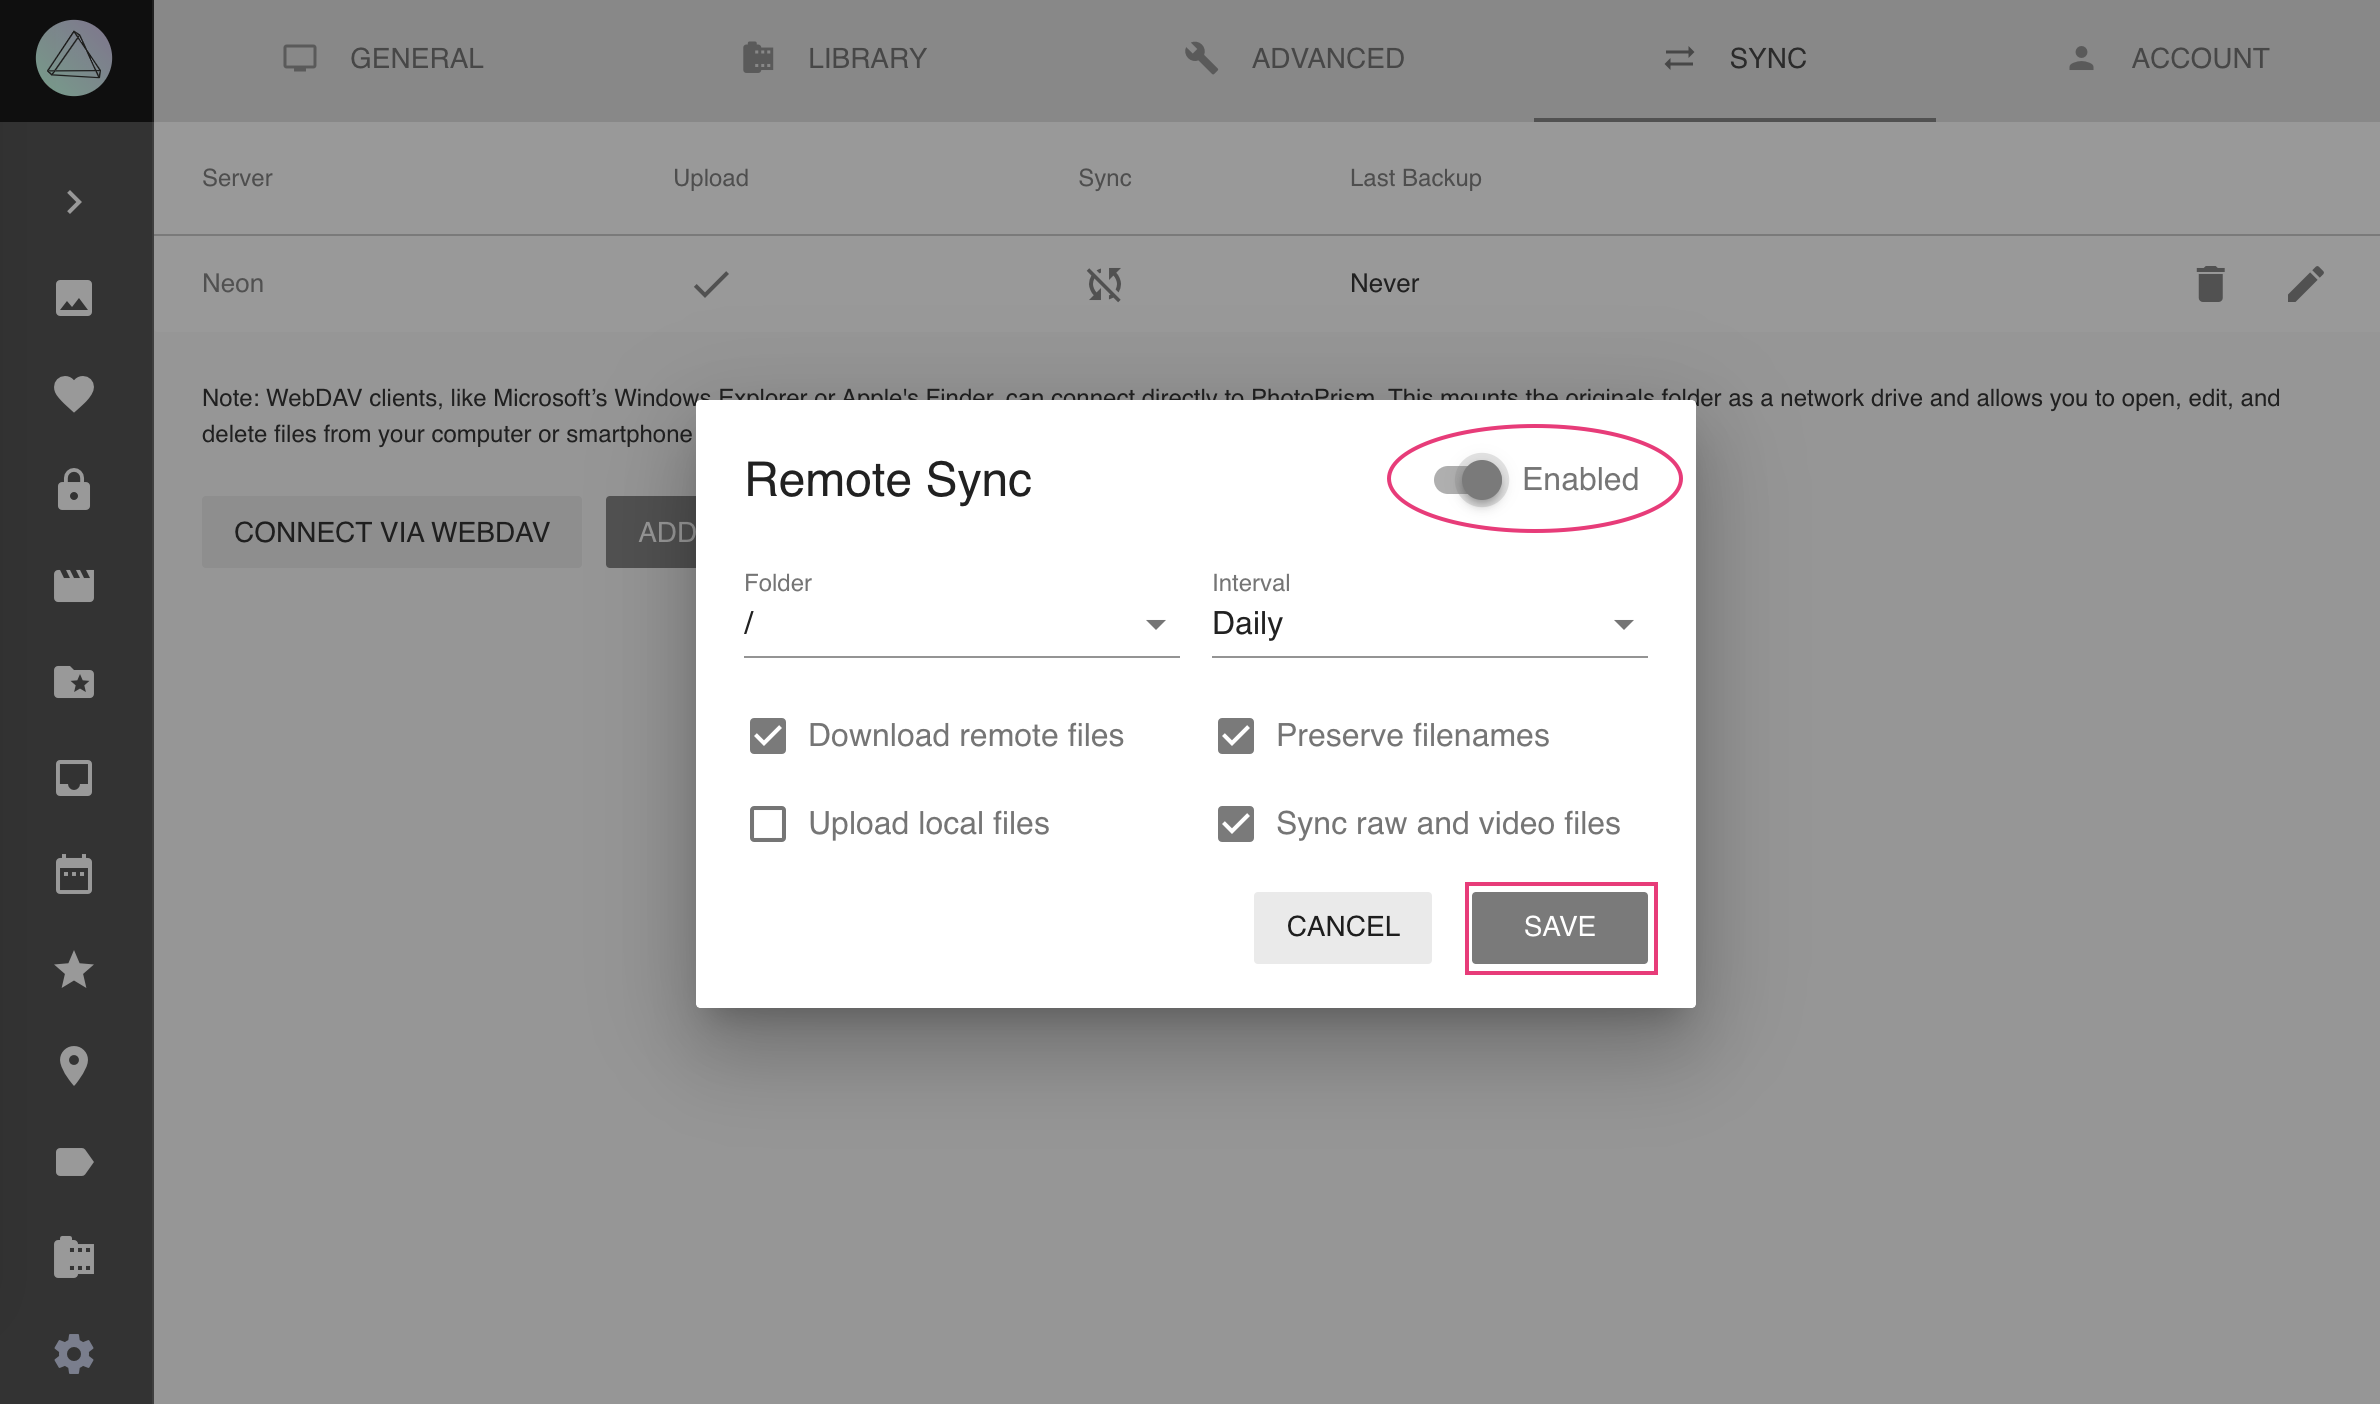 GENERAL
LIBRARY
ADVANCED
SYNC
ACCOUNT
Server
Upload
Sync
Last Backup
Neon
Never
Note: WebDAV clients, like Microsoft’s Windows Explorer or Apple's Finder, can connect directly to PhotoPrism. This mounts the originals folder as a network drive and allows you to open, edit, and
delete files from your computer or smartphone
CONNECT VIA WEBDAV
ADD
Remote Sync
Enabled
Folder
Interval
/
Daily
Download remote files
Preserve filenames
Upload local files
Sync raw and video files
CANCEL
SAVE